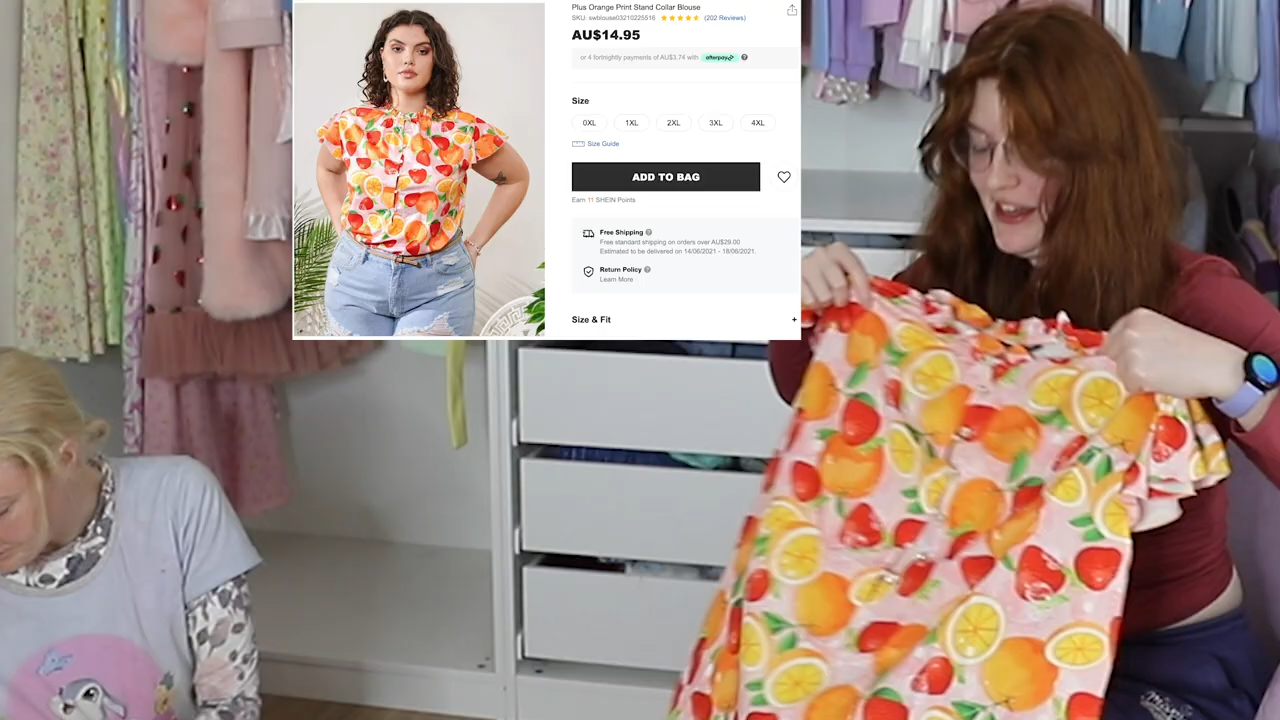 Plus Orange Print Stand Collar Blouse
SKU: swblouse03210225516 (202 Reviews)
AU$14.95
or 4 fortnightly payments of AU$3.74 with afterpay
Size
0XL 1XL 2XL 3XL 4XL
Size Guide
ADD TO BAG
Earn 11 SHEIN Points
Free Shipping
Free standard shipping on orders over AU$29.00
Estimated to be delivered on 14/06/2021 - 18/06/2021.
Return Policy
Learn More
Size & Fit +